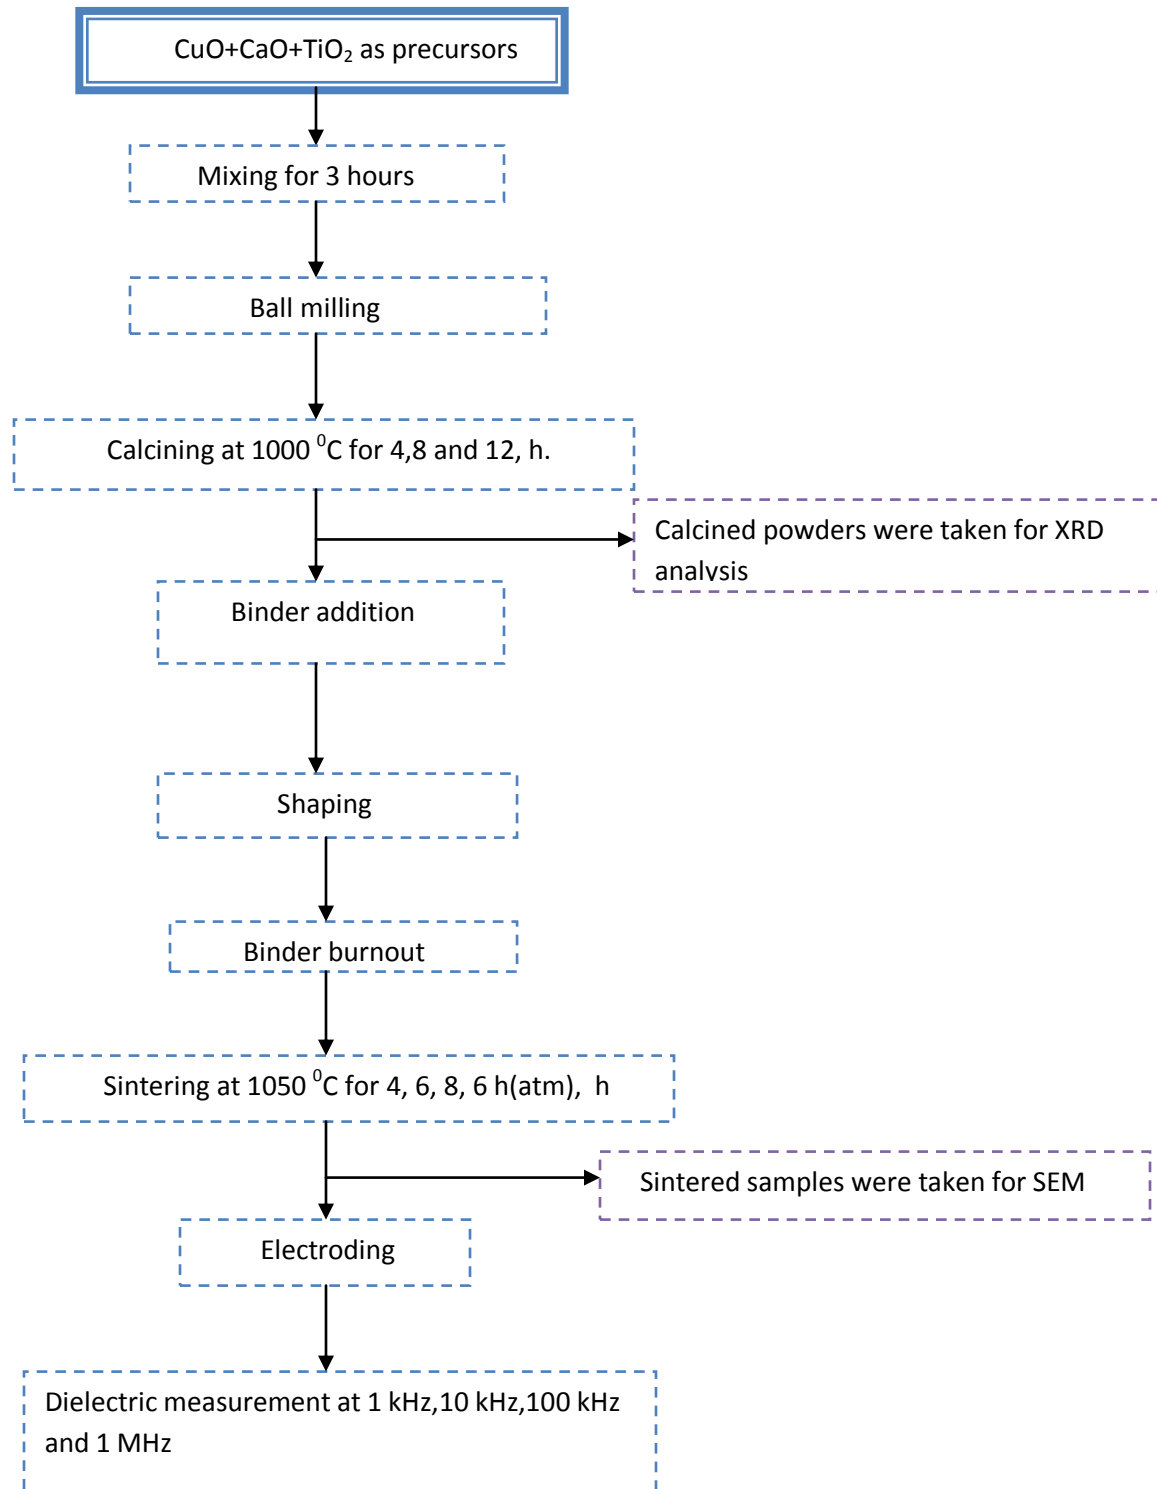 CuO+CaO+TiO₂ as precursors
Mixing for 3 hours
Ball milling
Calcining at 1000 ⁰C for 4,8 and 12, h.
Calcined powders were taken for XRD
analysis
Binder addition
Shaping
Binder burnout
Sintering at 1050 ⁰C for 4, 6, 8, 6 h(atm), h
Sintered samples were taken for SEM
Electroding
Dielectric measurement at 1 kHz,10 kHz,100 kHz
and 1 MHz